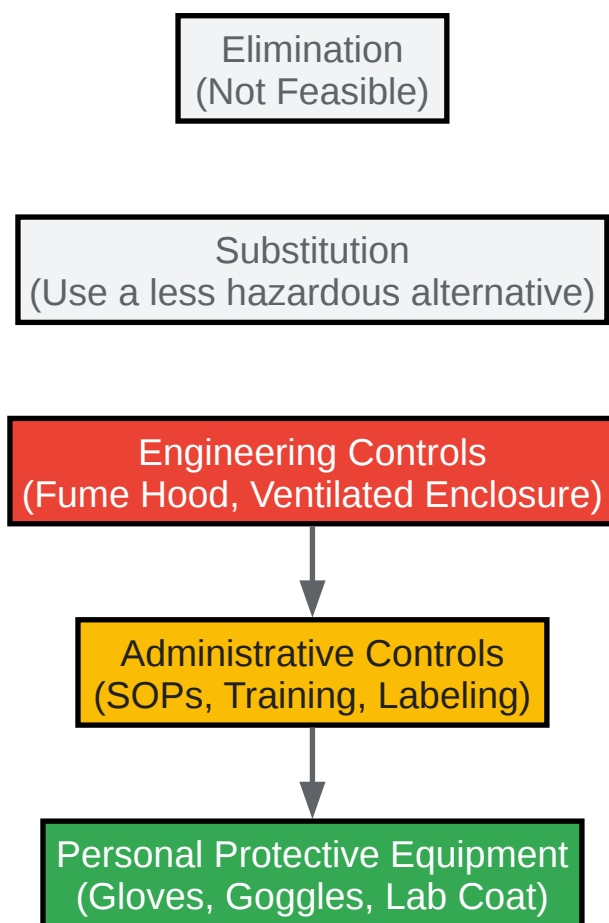 Elimination
(Not Feasible)
Substitution
(Use a less hazardous alternative)
Engineering Controls
(Fume Hood, Ventilated Enclosure)
Administrative Controls
(SOPs, Training, Labeling)
Personal Protective Equipment
(Gloves, Goggles, Lab Coat)